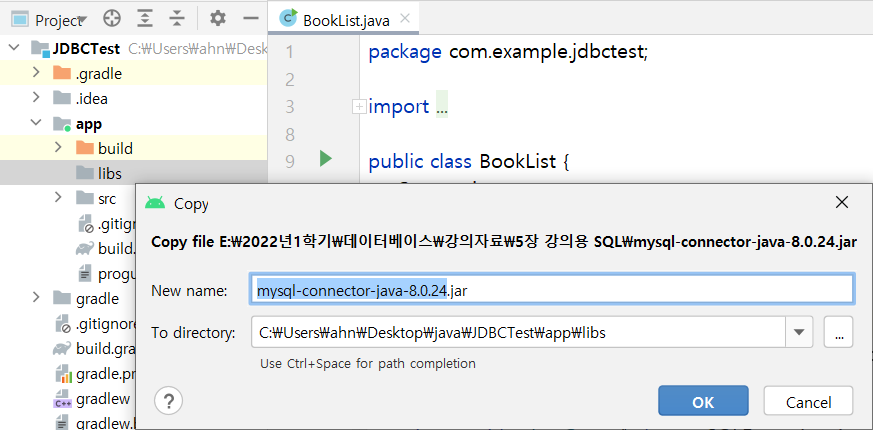 Project
BookList.java
JDBCTest C:₩Users₩ahn₩Desk
.gradle
.idea
app
build
libs
src
.gitign
build.
progu
gradle
.gitignore
build.gra
gradle.pr
gradlew
gradlew.b
1 package com.example.jdbctest;
2
3 import ...
8
9 public class BookList {
Copy
Copy file E:₩2022년1학기₩데이터베이스₩강의자료₩5장 강의용 SQL₩mysql-connector-java-8.0.24.jar
New name: mysql-connector-java-8.0.24.jar
To directory: C:₩Users₩ahn₩Desktop₩java₩JDBCTest₩app₩libs
...
Use Ctrl+Space for path completion
?
OK
Cancel